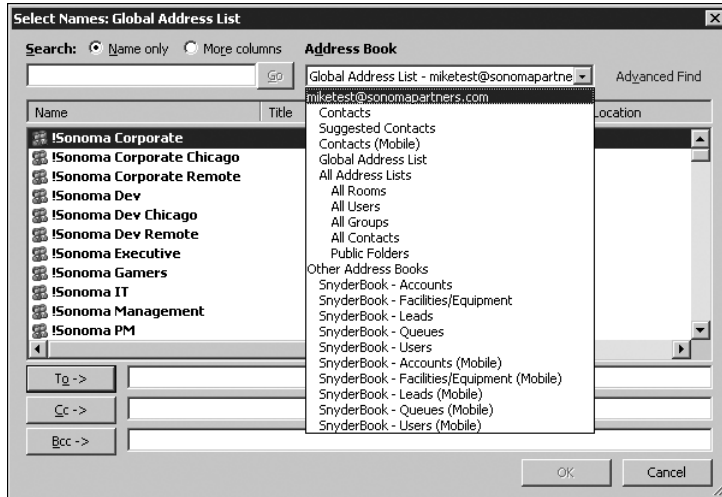 Select Names: Global Address List
Search: Name only More columns Address Book
Go Global Address List - miketest@sonomapartne Advanced Find
Name Title Location
!Sonoma Corporate
!Sonoma Corporate Chicago
!Sonoma Corporate Remote
!Sonoma Dev
!Sonoma Dev Chicago
!Sonoma Dev Remote
!Sonoma Executive
!Sonoma Gamers
!Sonoma IT
!Sonoma Management
!Sonoma PM
miketest@sonomapartners.com
Contacts
Suggested Contacts
Contacts (Mobile)
Global Address List
All Address Lists
All Rooms
All Users
All Groups
All Contacts
Public Folders
Other Address Books
SnyderBook - Accounts
SnyderBook - Facilities/Equipment
SnyderBook - Leads
SnyderBook - Queues
SnyderBook - Users
SnyderBook - Accounts (Mobile)
SnyderBook - Facilities/Equipment (Mobile)
SnyderBook - Leads (Mobile)
SnyderBook - Queues (Mobile)
SnyderBook - Users (Mobile)
To ->
Cc ->
Bcc ->
OK Cancel